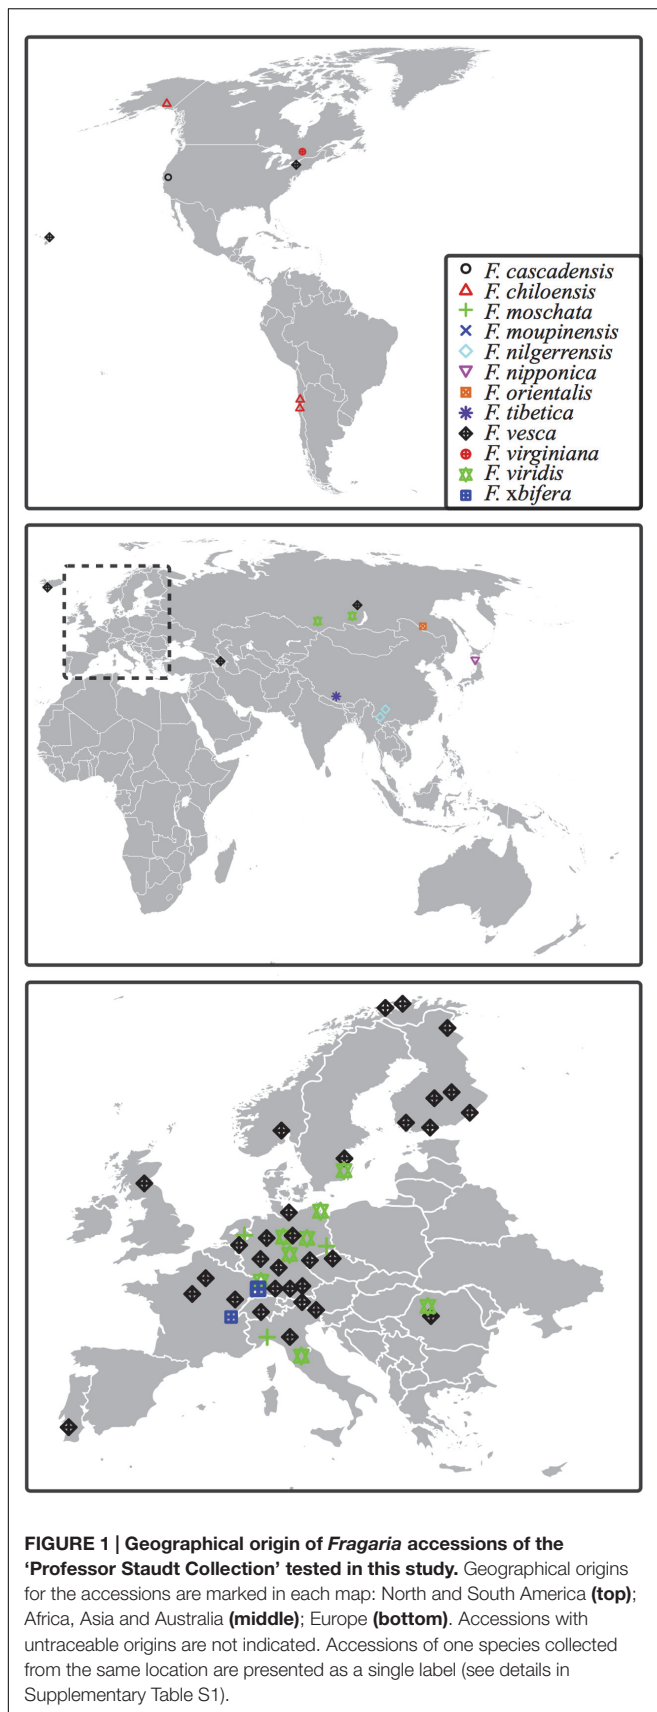 F. cascadensis
F. chiloensis
F. moschata
F. moupinensis
F. nilgerrensis
F. nipponica
F. orientalis
F. tibetica
F. vesca
F. virginiana
F. viridis
F. xbifera
FIGURE 1 | Geographical origin of Fragaria accessions of the
‘Professor Staudt Collection’ tested in this study. Geographical origins
for the accessions are marked in each map: North and South America (top);
Africa, Asia and Australia (middle); Europe (bottom). Accessions with
untraceable origins are not indicated. Accessions of one species collected
from the same location are presented as a single label (see details in
Supplementary Table S1).